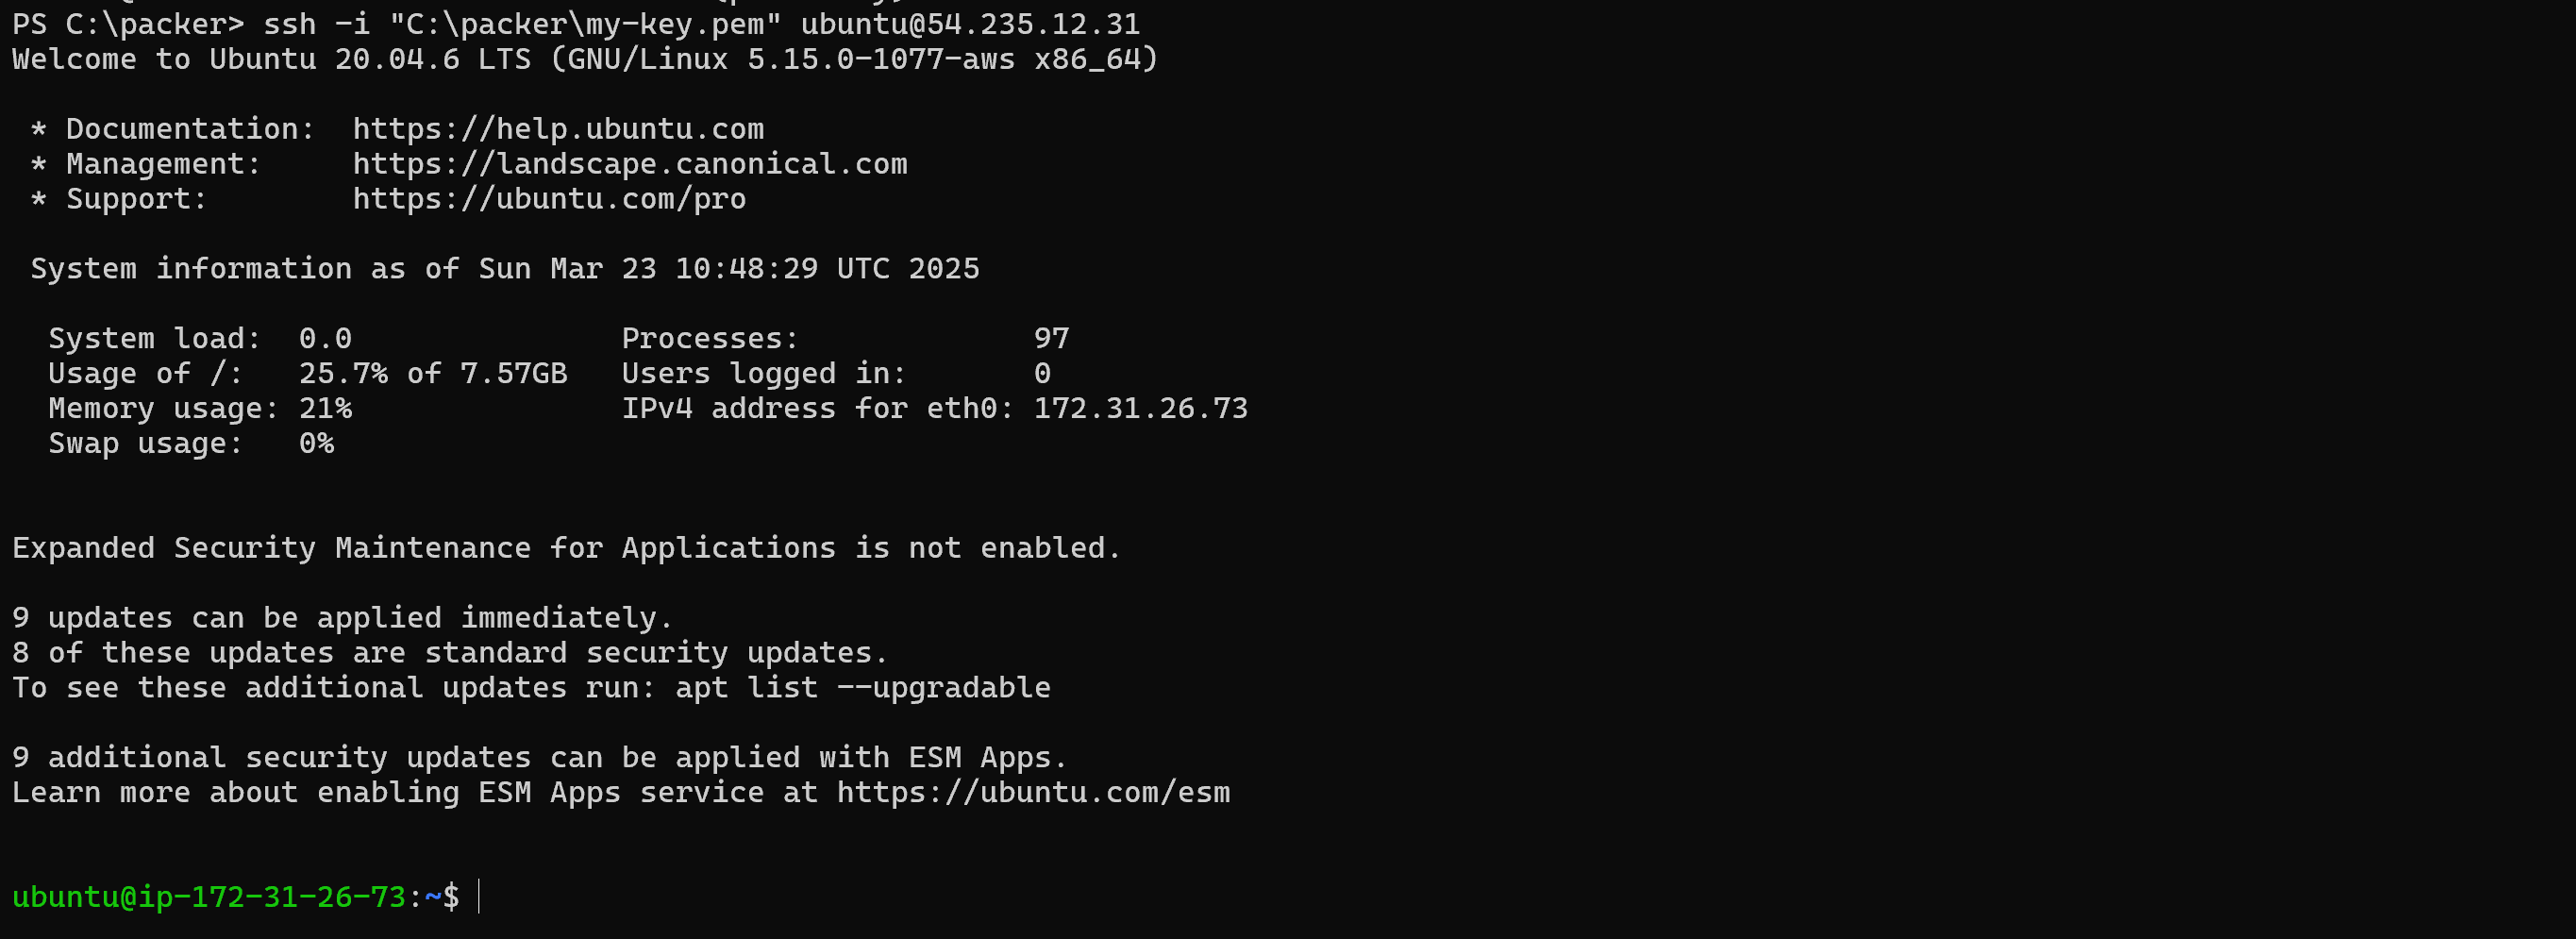 PS C:\packer> ssh -i "C:\packer\my-key.pem" ubuntu@54.235.12.31
Welcome to Ubuntu 20.04.6 LTS (GNU/Linux 5.15.0-1077-aws x86_64)

 * Documentation:  https://help.ubuntu.com
 * Management:     https://landscape.canonical.com
 * Support:        https://ubuntu.com/pro

 System information as of Sun Mar 23 10:48:29 UTC 2025

  System load:  0.0               Processes:             97
  Usage of /:   25.7% of 7.57GB   Users logged in:       0
  Memory usage: 21%               IPv4 address for eth0: 172.31.26.73
  Swap usage:   0%


Expanded Security Maintenance for Applications is not enabled.

9 updates can be applied immediately.
8 of these updates are standard security updates.
To see these additional updates run: apt list --upgradable

9 additional security updates can be applied with ESM Apps.
Learn more about enabling ESM Apps service at https://ubuntu.com/esm


ubuntu@ip-172-31-26-73:~$